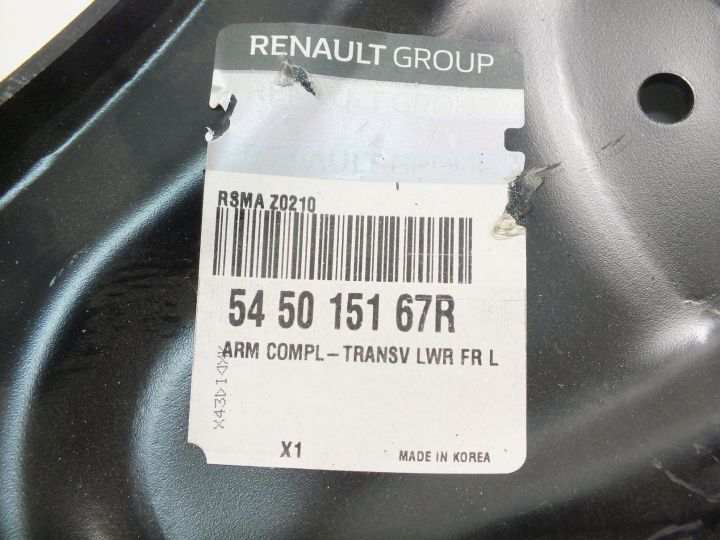 RENAULT GROUP
RSMA Z0210
54 50 151 67R
ARM COMPL-TRANSV LWR FR L
X1
MADE IN KOREA